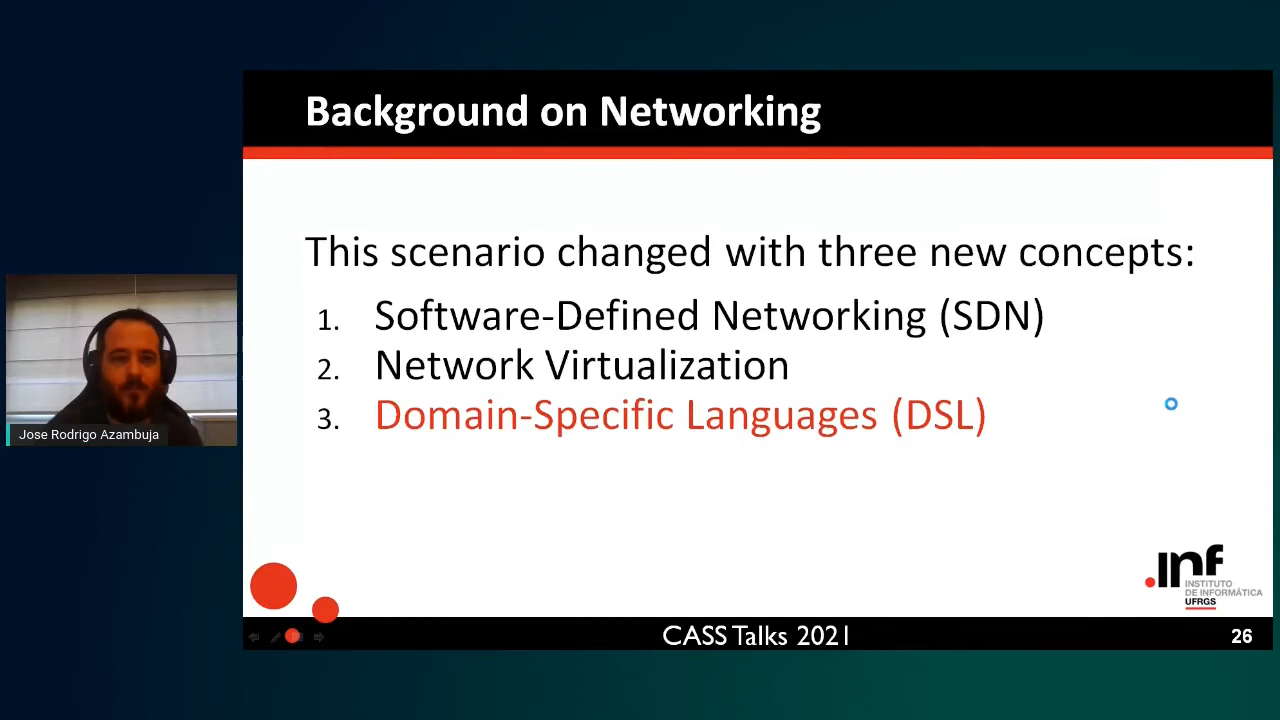 Background on Networking
This scenario changed with three new concepts:
1. Software-Defined Networking (SDN)
2. Network Virtualization
3. Domain-Specific Languages (DSL)
Jose Rodrigo Azambuja
.inf
INSTITUTO
DE INFORMÁTICA
UFRGS
CASS Talks 2021
26